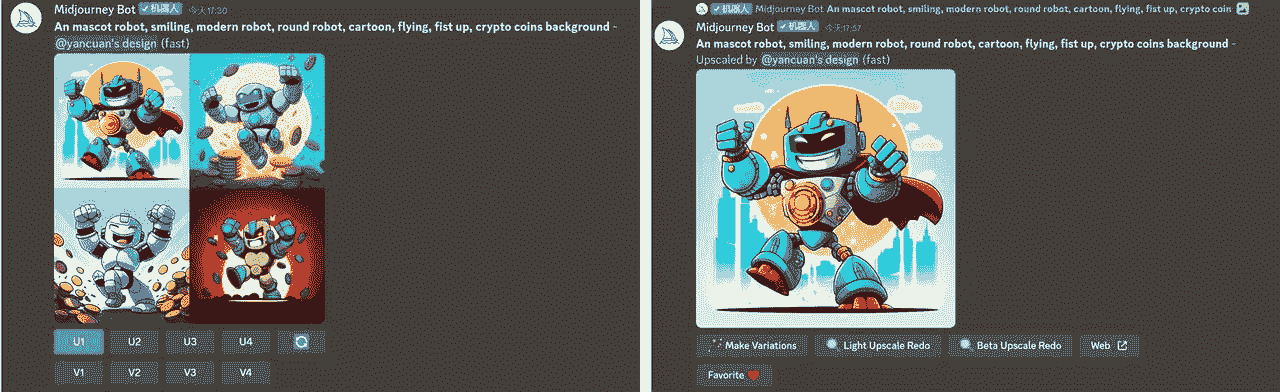 Midjourney Bot ✓机器人 今天17:30
An mascot robot, smiling, modern robot, round robot, cartoon, flying, fist up, crypto coins background -
@yancuan's design (fast)
U1 U2 U3 U4
V1 V2 V3 V4
✓机器人 Midjourney Bot An mascot robot, smiling, modern robot, round robot, cartoon, flying, fist up, crypto coin
Midjourney Bot ✓机器人 今天17:37
An mascot robot, smiling, modern robot, round robot, cartoon, flying, fist up, crypto coins background -
Upscaled by @yancuan's design (fast)
Make Variations Light Upscale Redo Beta Upscale Redo Web
Favorite